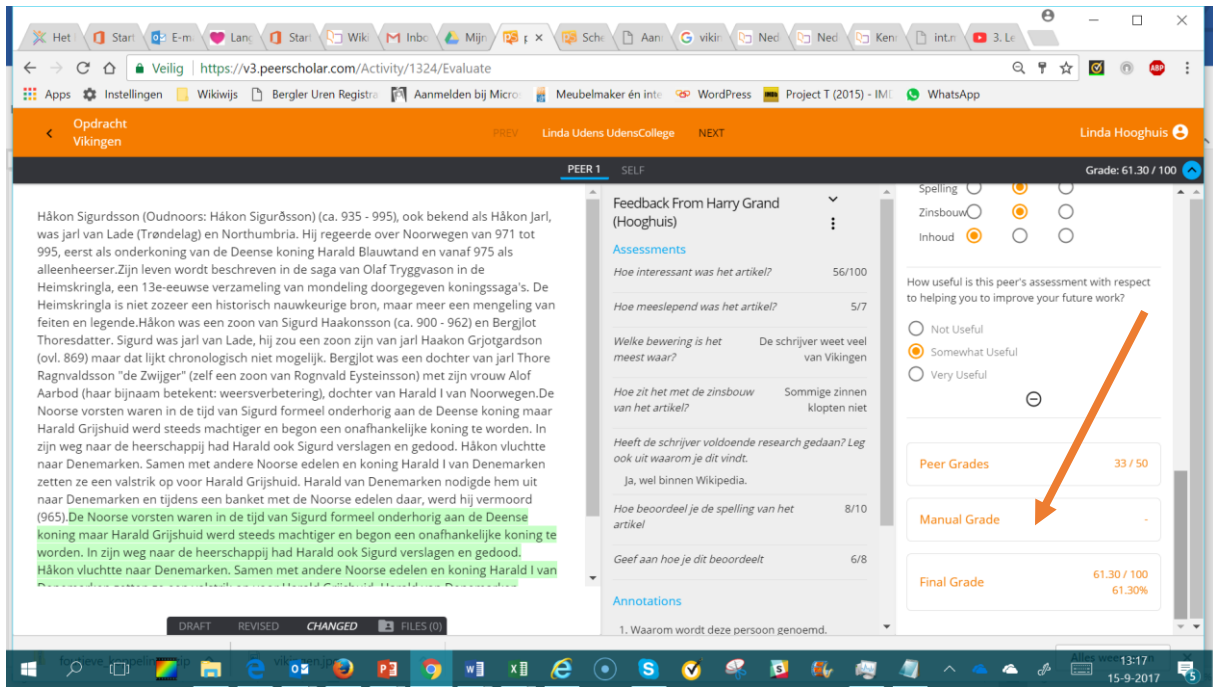 Het
Start
E-m
Lang
Start
Wiki
Inbo
Mijn
Sche
Aan
vikin
Ned
Ned
Kenr
int.n
3. Le
Veilig | https://v3.peerscholar.com/Activity/1324/Evaluate
Apps Instellingen Wikiwijs Bergler Uren Registra Aanmelden bij Micros Meubelmaker én inte WordPress Project T (2015) - IM WhatsApp
Opdracht
Vikingen
PREV Linda Udens UdensCollege NEXT
Linda Hooghuis
PEER 1 SELF
Grade: 61.30 / 100
Håkon Sigurdsson (Oudnoors: Hákon Sigurðsson) (ca. 935 - 995), ook bekend als Håkon Jarl,
was jarl van Lade (Trøndelag) en Northumbria. Hij regeerde over Noorwegen van 971 tot
995, eerst als onderkoning van de Deense koning Harald Blauwtand en vanaf 975 als
alleenheerser.Zijn leven wordt beschreven in de saga van Olaf Tryggvason in de
Heimskringla, een 13e-eeuwse verzameling van mondeling doorgegeven koningssaga's. De
Heimskringla is niet zozeer een historisch nauwkeurige bron, maar meer een mengeling van
feiten en legende.Håkon was een zoon van Sigurd Haakonsson (ca. 900 - 962) en Bergjlot
Thoresdatter. Sigurd was jarl van Lade, hij zou een zoon zijn van jarl Haakon Grjotgardson
(ovl. 869) maar dat lijkt chronologisch niet mogelijk. Bergjlot was een dochter van jarl Thore
Ragnvaldsson "de Zwijger" (zelf een zoon van Rognvald Eysteinsson) met zijn vrouw Alof
Aarbod (haar bijnaam betekent: weersverbetering), dochter van Harald I van Noorwegen.De
Noorse vorsten waren in de tijd van Sigurd formeel onderhorig aan de Deense koning maar
Harald Grijshuid werd steeds machtiger en begon een onafhankelijke koning te worden. In
zijn weg naar de heerschappij had Harald ook Sigurd verslagen en gedood. Håkon vluchtte
naar Denemarken. Samen met andere Noorse edelen en koning Harald I van Denemarken
zetten ze een valstrik op voor Harald Grijshuid. Harald van Denemarken nodigde hem uit
naar Denemarken en tijdens een banket met de Noorse edelen daar, werd hij vermoord
(965).De Noorse vorsten waren in de tijd van Sigurd formeel onderhorig aan de Deense
koning maar Harald Grijshuid werd steeds machtiger en begon een onafhankelijke koning te
worden. In zijn weg naar de heerschappij had Harald ook Sigurd verslagen en gedood.
Håkon vluchtte naar Denemarken. Samen met andere Noorse edelen en koning Harald I van
DRAFT REVISED CHANGED FILES (0)
Feedback From Harry Grand
(Hooghuis)
Assessments
Hoe interessant was het artikel? 56/100
Hoe meeslepend was het artikel? 5/7
Welke bewering is het De schrijver weet veel
meest waar? van Vikingen
Hoe zit het met de zinsbouw Sommige zinnen
van het artikel? klopten niet
Heeft de schrijver voldoende research gedaan? Leg
ook uit waarom je dit vindt.
Ja, wel binnen Wikipedia.
Hoe beoordeel je de spelling van het 8/10
artikel
Geef aan hoe je dit beoordeelt 6/8
Annotations
1. Waarom wordt deze persoon genoemd.
Spelling
Zinsbouw
Inhoud
How useful is this peer's assessment with respect
to helping you to improve your future work?
Not Useful
Somewhat Useful
Very Useful
Peer Grades 33 / 50
Manual Grade -
Final Grade 61.30 / 100
61.30%
13:17
15-9-2017